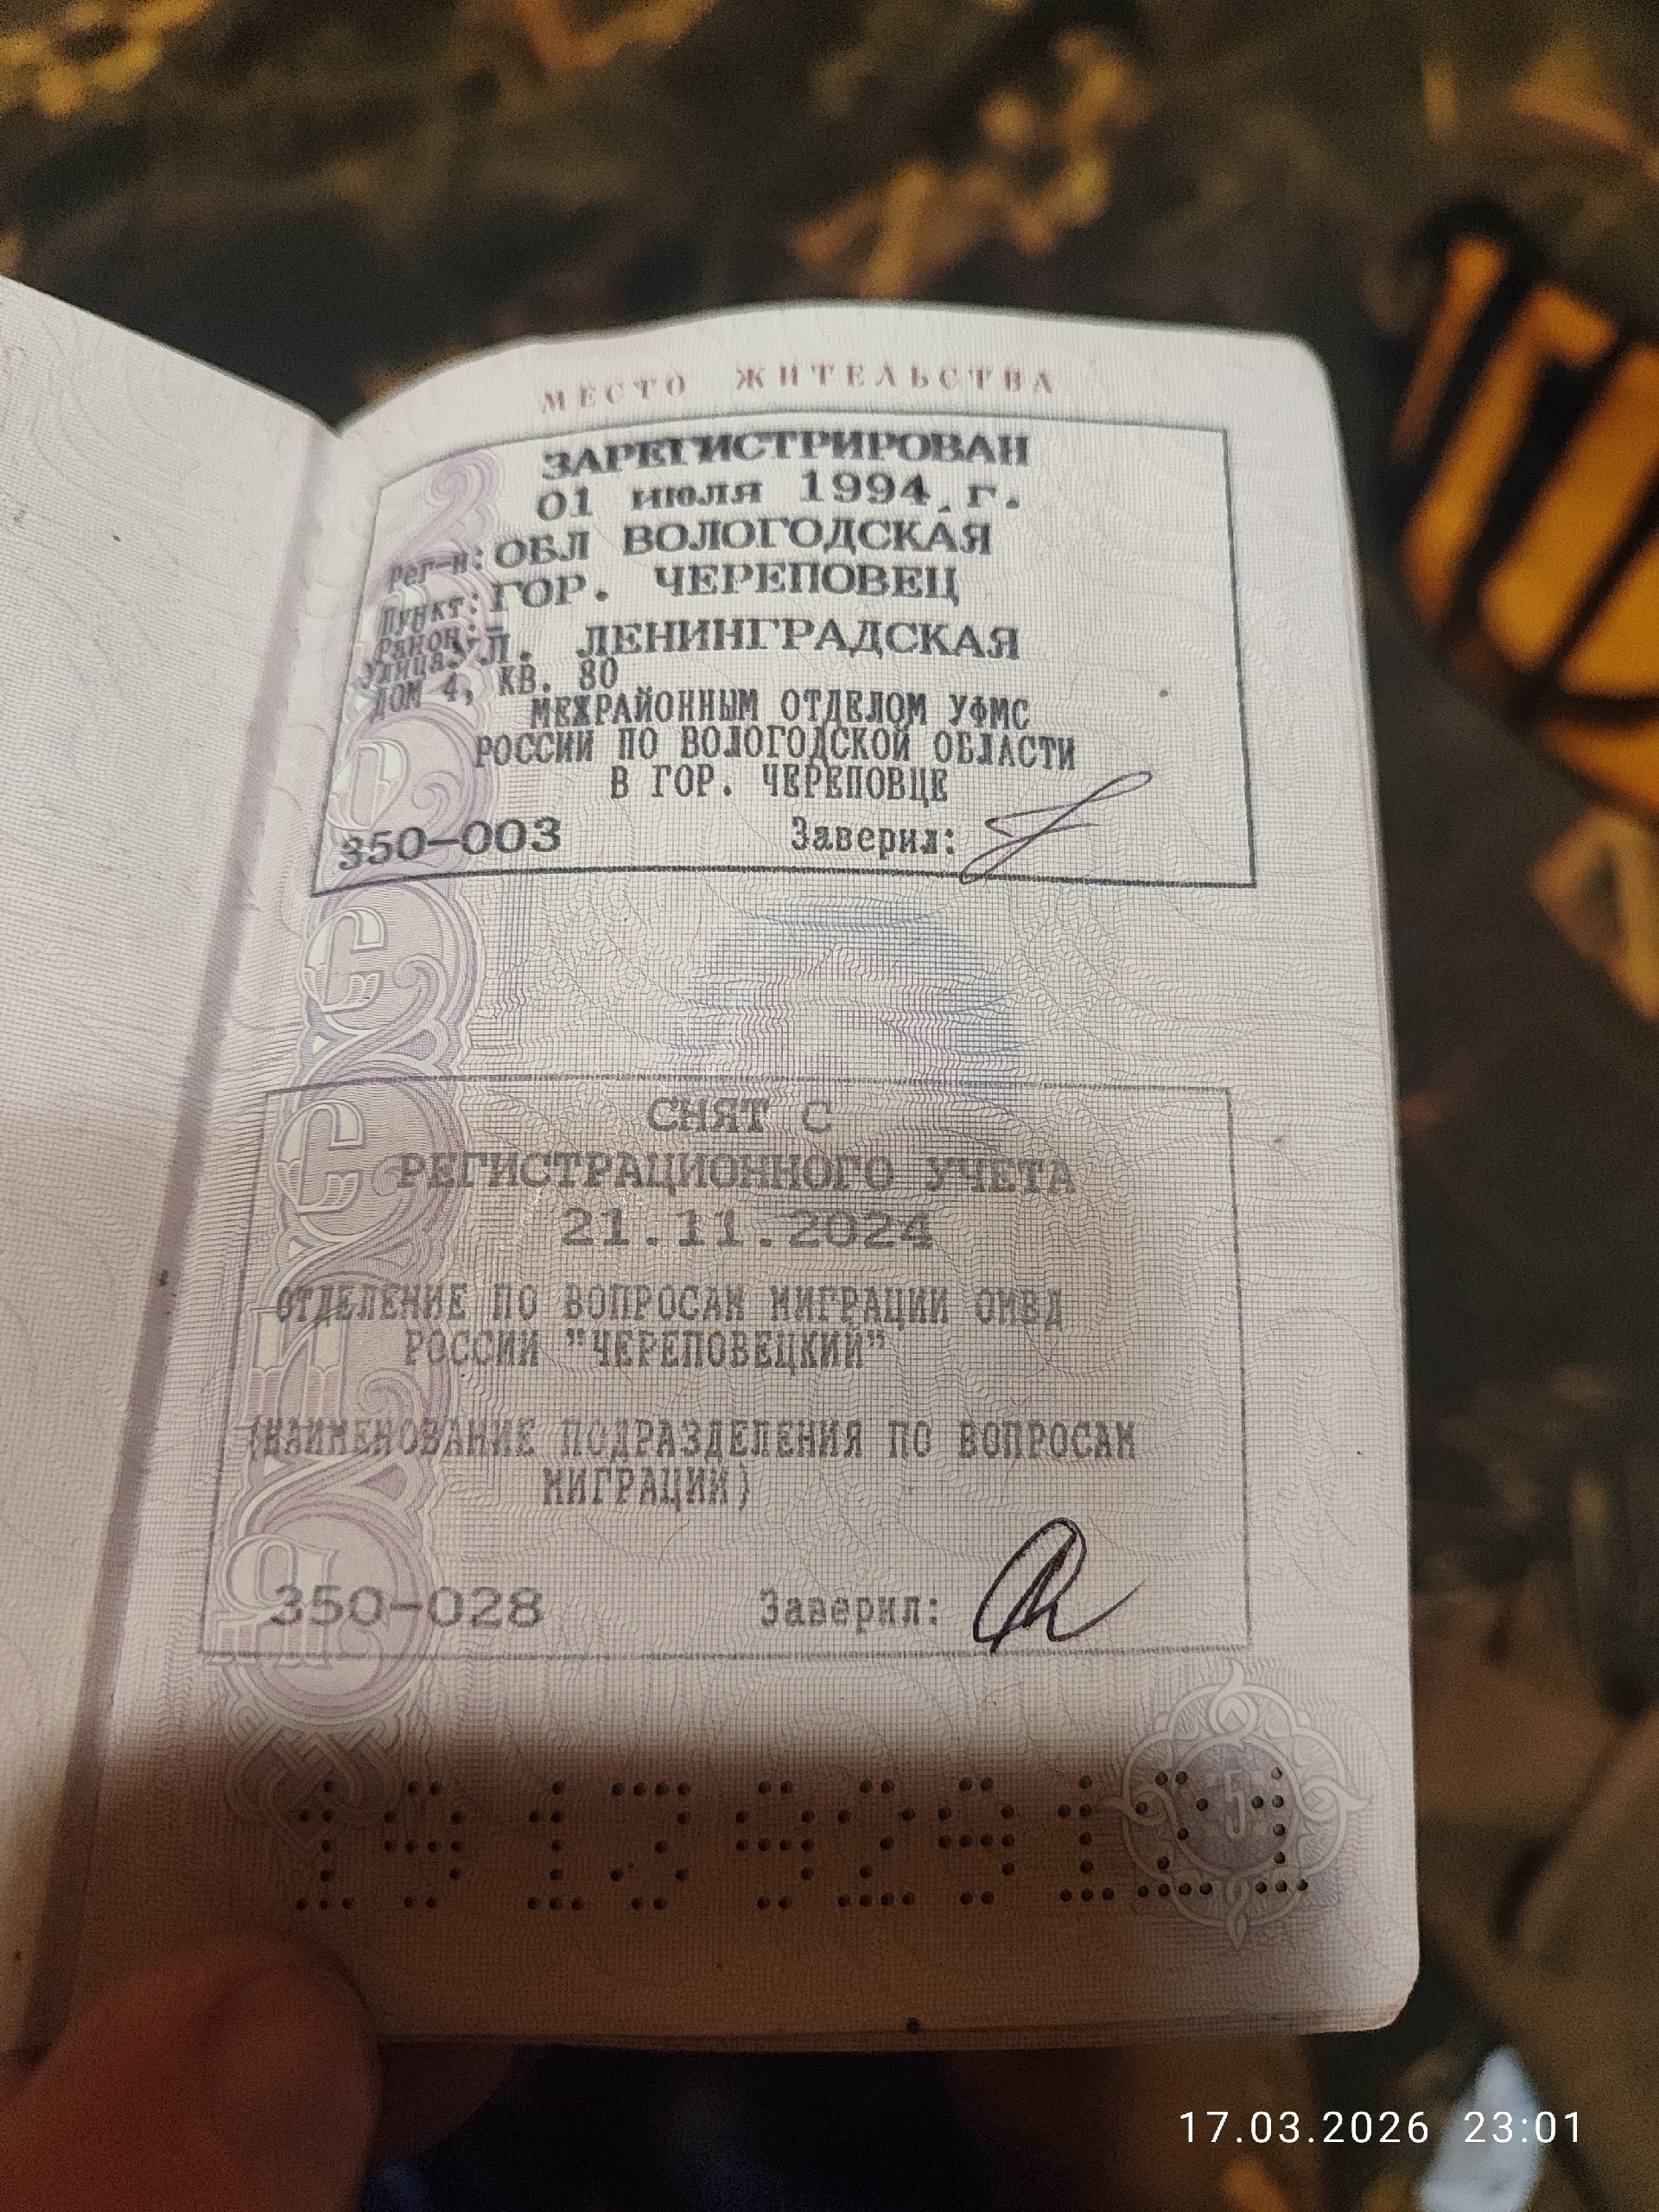 МЕСТО ЖИТЕЛЬСТВА
ЗАРЕГИСТРИРОВАН
01 июля 1994 г.
Рег-н: ОБЛ ВОЛОГОДСКАЯ
Пункт: ГОР. ЧЕРЕПОВЕЦ
Район:
Улица: Л. ЛЕНИНГРАДСКАЯ
ДОМ 4, КВ. 80
МЕЖРАЙОННЫМ ОТДЕЛОМ УФМС
РОССИИ ПО ВОЛОГОДСКОЙ ОБЛАСТИ
В ГОР. ЧЕРЕПОВЦЕ
350-003 Заверил:
СНЯТ С
РЕГИСТРАЦИОННОГО УЧЕТА
21.11.2024
ОТДЕЛЕНИЕ ПО ВОПРОСАМ МИГРАЦИИ ОМВД
РОССИИ "ЧЕРЕПОВЕЦКИЙ"
(НАИМЕНОВАНИЕ ПОДРАЗДЕЛЕНИЯ ПО ВОПРОСАМ
МИГРАЦИИ)
350-028 Заверил:
5
17.03.2026 23:01